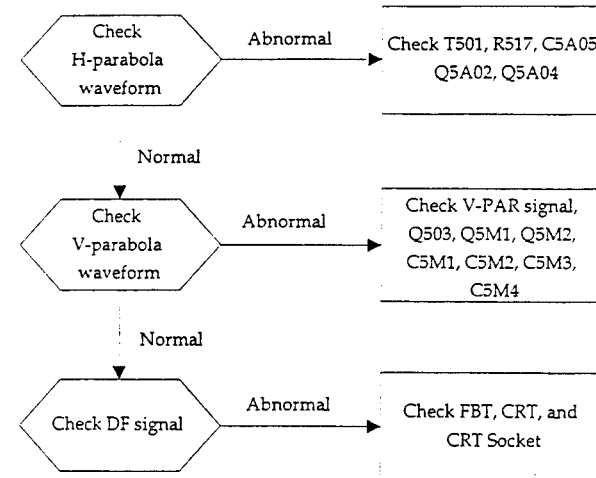 Check
H-parabola
waveform
Abnormal
Check T501, R517, C5A05
Q5A02, Q5A04
Normal
Check
V-parabola
waveform
Abnormal
Check V-PAR signal,
Q503, Q5M1, Q5M2,
C5M1, C5M2, C5M3,
C5M4
Normal
Check DF signal
Abnormal
Check FBT, CRT, and
CRT Socket